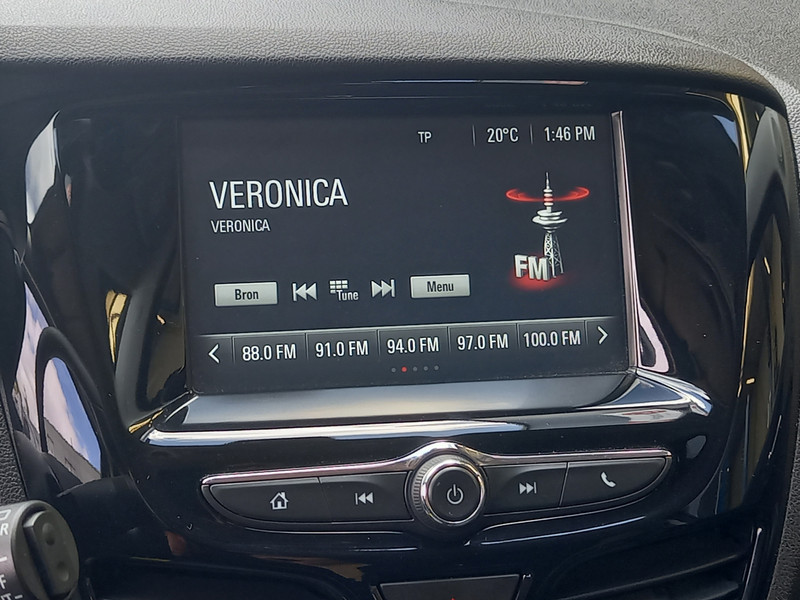 TP 20°C 1:46 PM
VERONICA
VERONICA
FM
Bron Tune Menu
88.0 FM 91.0 FM 94.0 FM 97.0 FM 100.0 FM
R
F